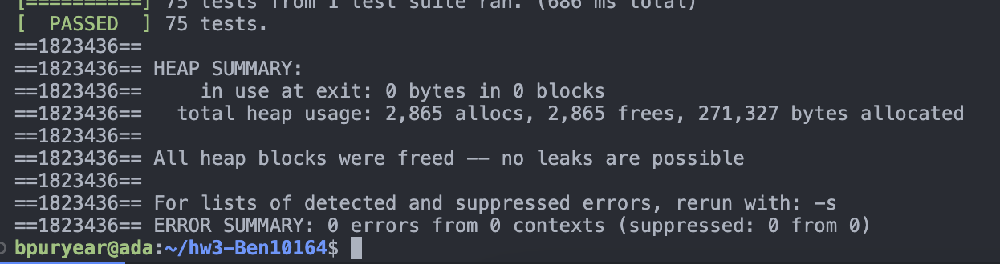 [==========] 75 tests from 1 test suite ran. (686 ms total)
[  PASSED  ] 75 tests.
==1823436==
==1823436== HEAP SUMMARY:
==1823436==     in use at exit: 0 bytes in 0 blocks
==1823436==   total heap usage: 2,865 allocs, 2,865 frees, 271,327 bytes allocated
==1823436==
==1823436== All heap blocks were freed -- no leaks are possible
==1823436==
==1823436== For lists of detected and suppressed errors, rerun with: -s
==1823436== ERROR SUMMARY: 0 errors from 0 contexts (suppressed: 0 from 0)
bpuryear@ada:~/hw3-Ben10164$